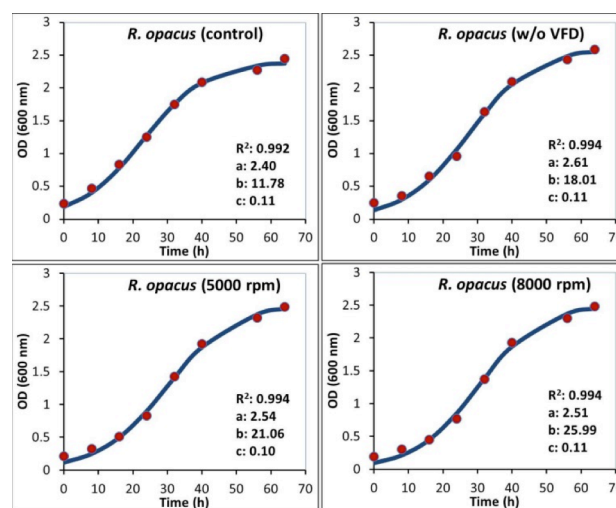 R. opacus (control)
3
2.5
2
1.5
1
0.5
0
OD (600 nm)
R²: 0.992
a: 2.40
b: 11.78
c: 0.11
0 10 20 30 40 50 60 70
Time (h)
R. opacus (w/o VFD)
3
2.5
2
1.5
1
0.5
0
OD (600 nm)
R²: 0.994
a: 2.61
b: 18.01
c: 0.11
0 10 20 30 40 50 60 70
Time (h)
R. opacus (5000 rpm)
3
2.5
2
1.5
1
0.5
0
OD (600 nm)
R²: 0.994
a: 2.54
b: 21.06
c: 0.10
0 10 20 30 40 50 60 70
Time (h)
R. opacus (8000 rpm)
3
2.5
2
1.5
1
0.5
0
OD (600 nm)
R²: 0.994
a: 2.51
b: 25.99
c: 0.11
0 10 20 30 40 50 60 70
Time (h)